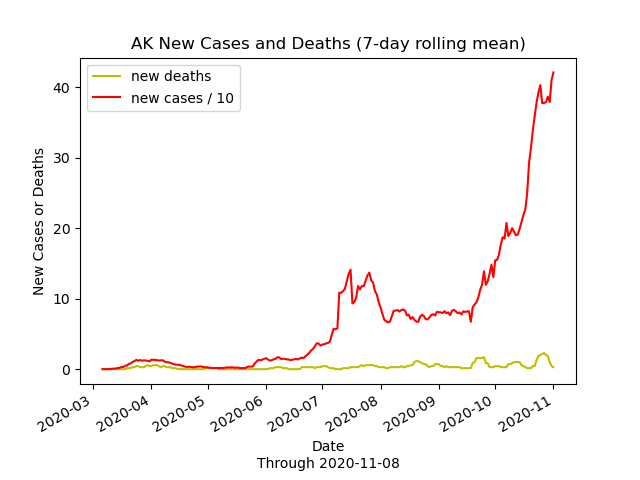 AK New Cases and Deaths (7-day rolling mean)
new deaths
new cases / 10
New Cases or Deaths
40
30
20
10
0
2020-03
2020-04
2020-05
2020-06
2020-07
2020-08
2020-09
2020-10
2020-11
Date
Through 2020-11-08